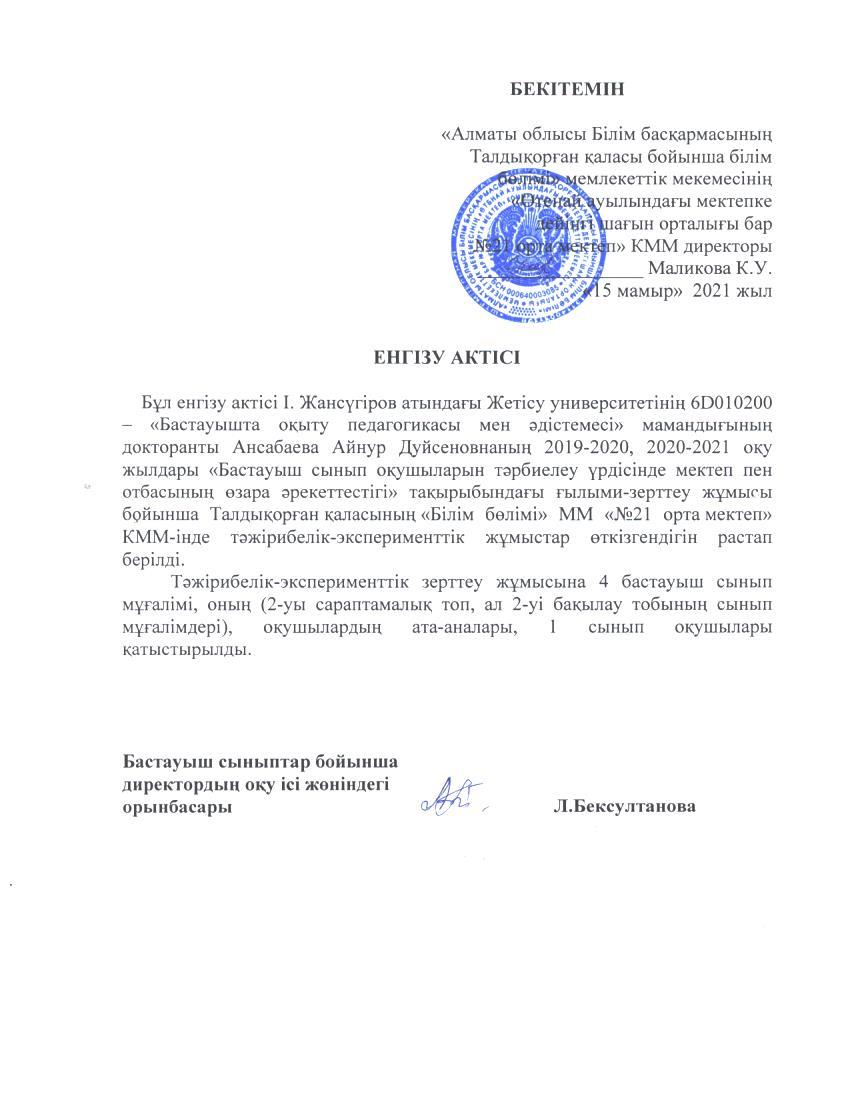 БЕКІТЕМІН
«Алматы облысы Білім басқармасының
Талдықорған қаласы бойынша білім
бөлімі» мемлекеттік мекемесінің
«Өтенай ауылындағы мектепке
дейінгі шағын орталығы бар
№21 орта мектеп» КММ директоры
Маликова К.У.
«15 мамыр» 2021 жыл
БСН 000640003085
ЕНГІЗУ АКТІСІ
Бұл енгізу актісі І. Жансүгіров атындағы Жетісу университетінің 6D010200
– «Бастауышта оқыту педагогикасы мен әдістемесі» мамандығының
докторанты Ансабаева Айнур Дуйсеновнаның 2019-2020, 2020-2021 оқу
жылдары «Бастауыш сынып оқушыларын тәрбиелеу үрдісінде мектеп пен
отбасының өзара әрекеттестігі» тақырыбындағы ғылыми-зерттеу жұмысы
бойынша Талдықорған қаласының «Білім бөлімі» ММ «№21 орта мектеп»
КММ-інде тәжірибелік-эксперименттік жұмыстар өткізгендігін растап
берілді.
Тәжірибелік-эксперименттік зерттеу жұмысына 4 бастауыш сынып
мұғалімі, оның (2-уы сараптамалық топ, ал 2-уі бақылау тобының сынып
мұғалімдері), оқушылардың ата-аналары, 1 сынып оқушылары
қатыстырылды.
Бастауыш сыныптар бойынша
директордың оқу ісі жөніндегі
орынбасары Л.Бексултанова